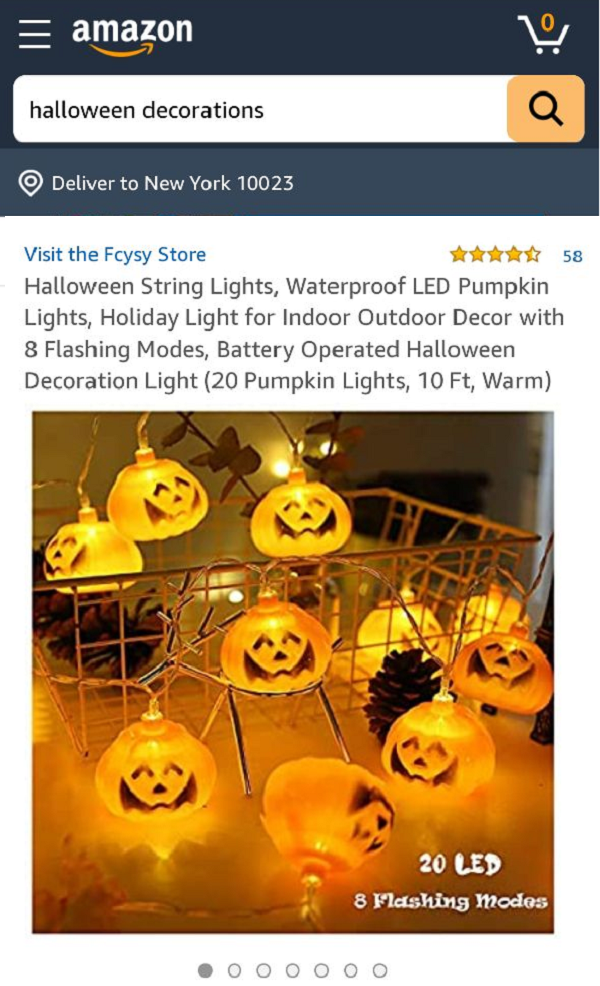 amazon
0
halloween decorations
Deliver to New York 10023
Visit the Fcysy Store
58
Halloween String Lights, Waterproof LED Pumpkin
Lights, Holiday Light for Indoor Outdoor Decor with
8 Flashing Modes, Battery Operated Halloween
Decoration Light (20 Pumpkin Lights, 10 Ft, Warm)
20 LED
8 Flashing Modes